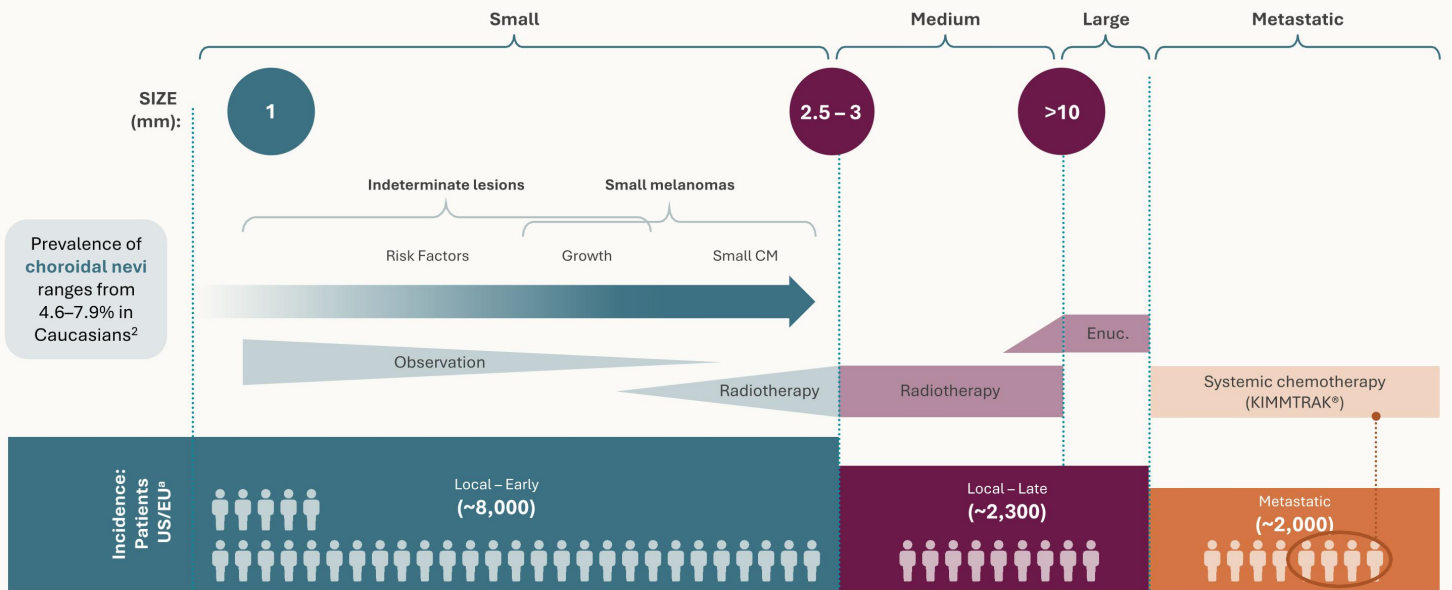 Small
Medium
Large
Metastatic
SIZE
(mm):
1
2.5 – 3
>10
Indeterminate lesions
Small melanomas
Risk Factors
Growth
Small CM
Prevalence of
choroidal nevi
ranges from
4.6–7.9% in
Caucasians²
Observation
Radiotherapy
Radiotherapy
Enuc.
Systemic chemotherapy
(KIMMTRAK®)
Incidence:
Patients
US/EUᵃ
Local – Early
(~8,000)
Local – Late
(~2,300)
Metastatic
(~2,000)